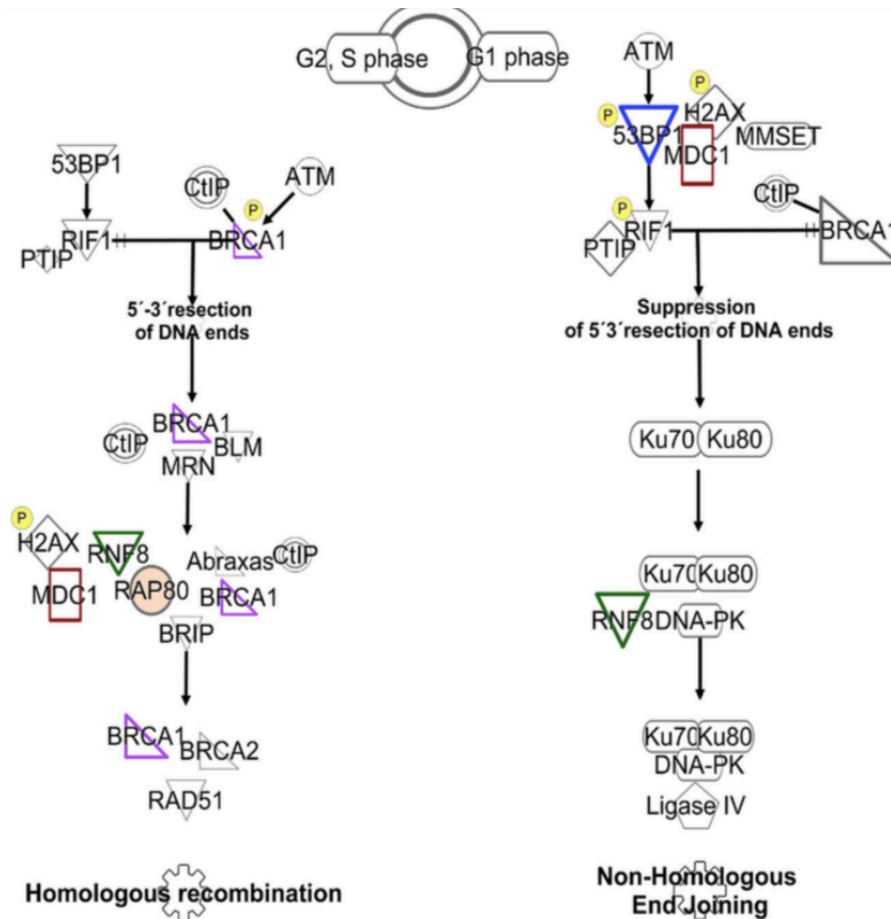 G2, S phase
G1 phase
53BP1
CtIP
ATM
P
RIF1
BRCA1
PTIP
5´-3´resection
of DNA ends
BRCA1
CtIP
BLM
MRN
P
H2AX
RNF8
Abraxas
CtIP
MDC1
RAP80
BRCA1
BRIP
BRCA1
BRCA2
RAD51
Homologous recombination
ATM
P
P
H2AX
53BP1
MMSET
MDC1
CtIP
P
RIF1
BRCA1
PTIP
Suppression
of 5´3´resection of DNA ends
Ku70
Ku80
Ku70
Ku80
RNF8
DNA-PK
Ku70
Ku80
DNA-PK
Ligase IV
Non-Homologous
End Joining